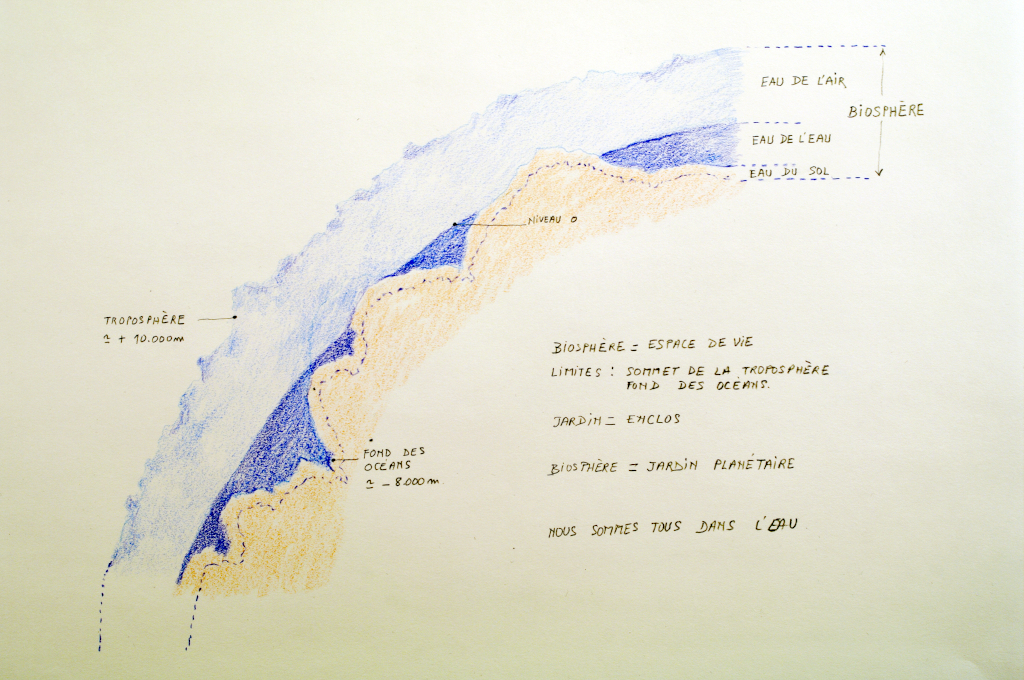 EAU DE L'AIR
BIOSPHÈRE
EAU DE L'EAU
EAU DU SOL
NIVEAU O
TROPOSPHÈRE
≃ + 10.000m
BIOSPHÈRE = ESPACE DE VIE
LIMITES : SOMMET DE LA TROPOSPHÈRE
FOND DES OCÉANS.
JARDIN = ENCLOS
FOND DES
OCEANS
≃ - 8.000m
BIOSPHÈRE = JARDIN PLANÉTAIRE
NOUS SOMMES TOUS DANS L'EAU